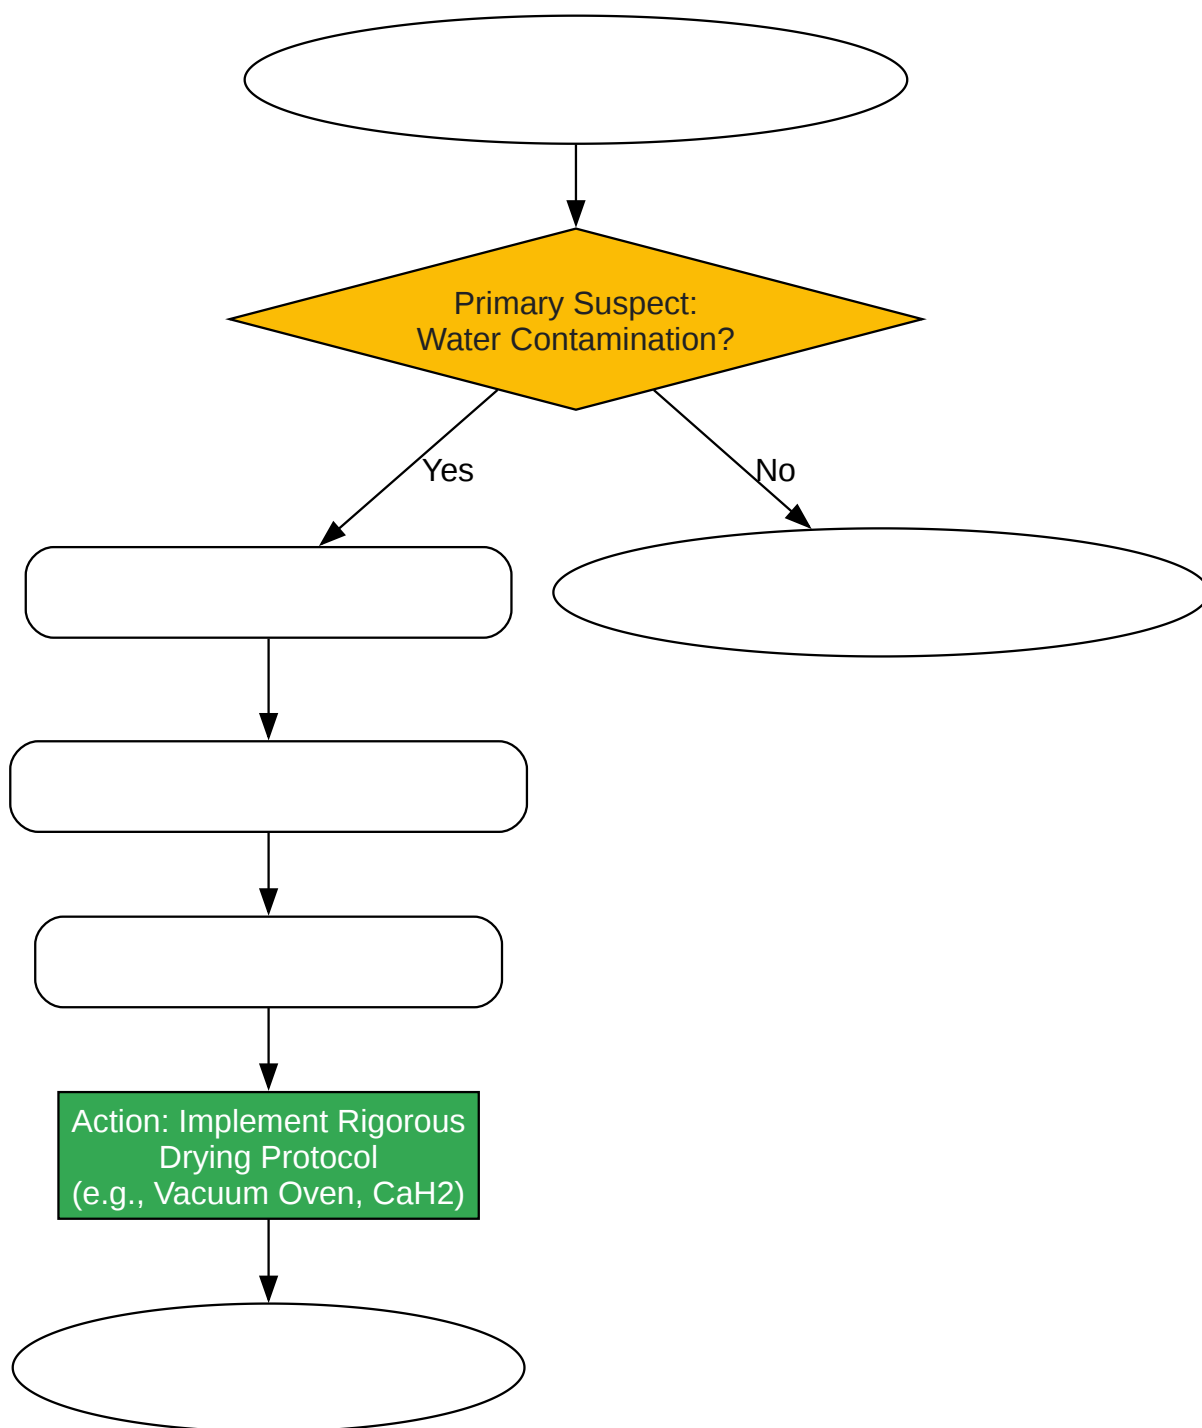 Primary Suspect:
Water Contamination?
Yes
No
Action: Implement Rigorous
Drying Protocol
(e.g., Vacuum Oven, CaH2)